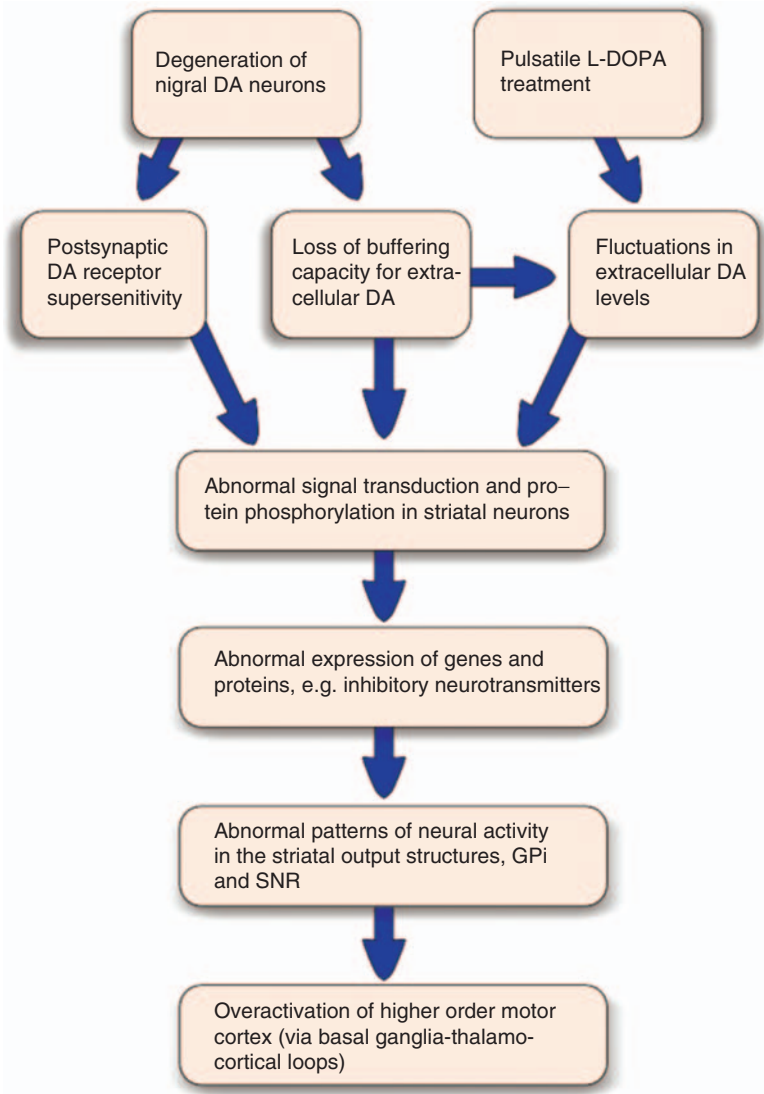 Degeneration of
nigral DA neurons
Pulsatile L-DOPA
treatment
Postsynaptic
DA receptor
supersenitivity
Loss of buffering
capacity for extra-
cellular DA
Fluctuations in
extracellular DA
levels
Abnormal signal transduction and pro–
tein phosphorylation in striatal neurons
Abnormal expression of genes and
proteins, e.g. inhibitory neurotransmitters
Abnormal patterns of neural activity
in the striatal output structures, GPi
and SNR
Overactivation of higher order motor
cortex (via basal ganglia-thalamo-
cortical loops)